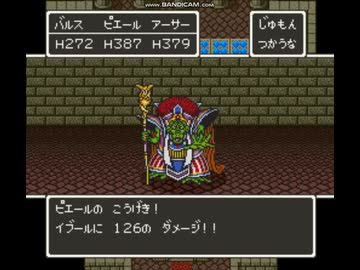 www.BANDICAM.com
バルス ピエール アーサー
H272 H387 H379
じゅもん
つかうな
ピエールの こうげき!
イブールに 126の ダメージ!!